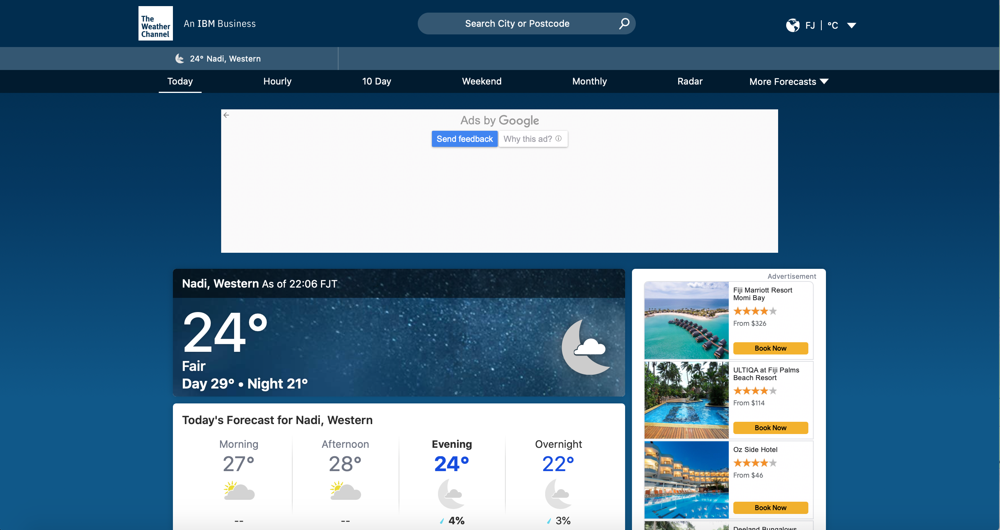 The
Weather
Channel
An IBM Business
Search City or Postcode
FJ | °C
24° Nadi, Western
Today
Hourly
10 Day
Weekend
Monthly
Radar
More Forecasts
Ads by Google
Send feedback
Why this ad?
Nadi, Western As of 22:06 FJT
24°
Fair
Day 29° • Night 21°
Today's Forecast for Nadi, Western
Morning
27°
--
Afternoon
28°
--
Evening
24°
4%
Overnight
22°
3%
Advertisement
Fiji Marriott Resort
Momi Bay
From $326
Book Now
ULTIQA at Fiji Palms
Beach Resort
From $114
Book Now
Oz Side Hotel
From $46
Book Now
Deeland Bungalows